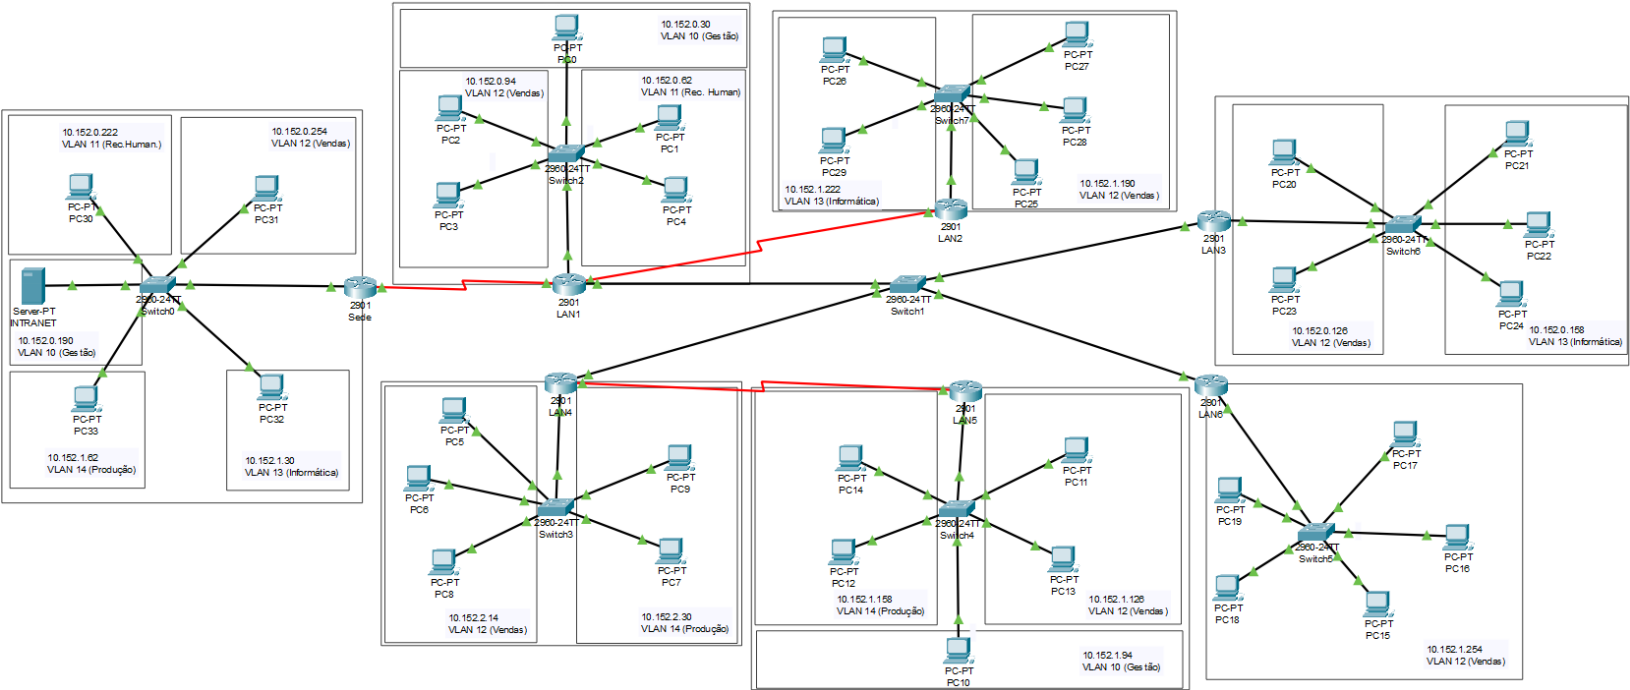 10.152.0.222
VLAN 11 (Rec.Human.)
10.152.0.254
VLAN 12 (Vendas)
PC-PT
PC30
PC-PT
PC31
Server-PT
INTRANET
2960-24TT
Switch0
2901
Sede
10.152.0.190
VLAN 10 (Gestão)
PC-PT
PC33
PC-PT
PC32
10.152.1.62
VLAN 14 (Produção)
10.152.1.30
VLAN 13 (Informática)
10.152.0.30
VLAN 10 (Gestão)
PC-PT
PC0
10.152.0.94
VLAN 12 (Vendas)
10.152.0.62
VLAN 11 (Rec. Human)
PC-PT
PC2
PC-PT
PC1
2960-24TT
Switch2
PC-PT
PC3
PC-PT
PC4
2901
LAN1
PC-PT
PC26
PC-PT
PC27
2960-24TT
Switch7
PC-PT
PC28
PC-PT
PC29
PC-PT
PC25
10.152.1.222
VLAN 13 (Informática)
10.152.1.190
VLAN 12 (Vendas)
2901
LAN2
2960-24TT
Switch1
2901
LAN3
PC-PT
PC20
PC-PT
PC21
2960-24TT
Switch6
PC-PT
PC22
PC-PT
PC23
PC-PT
PC24
10.152.0.126
VLAN 12 (Vendas)
10.152.0.158
VLAN 13 (Informática)
2901
LAN4
PC-PT
PC5
PC-PT
PC6
PC-PT
PC9
2960-24TT
Switch3
PC-PT
PC8
PC-PT
PC7
10.152.2.14
VLAN 12 (Vendas)
10.152.2.30
VLAN 14 (Produção)
2901
LAN5
PC-PT
PC14
PC-PT
PC11
2960-24TT
Switch4
PC-PT
PC12
PC-PT
PC13
10.152.1.158
VLAN 14 (Produção)
10.152.1.126
VLAN 12 (Vendas)
PC-PT
PC10
10.152.1.94
VLAN 10 (Gestão)
2901
LAN6
PC-PT
PC17
PC-PT
PC19
2960-24TT
Switch5
PC-PT
PC16
PC-PT
PC18
PC-PT
PC15
10.152.1.254
VLAN 12 (Vendas)